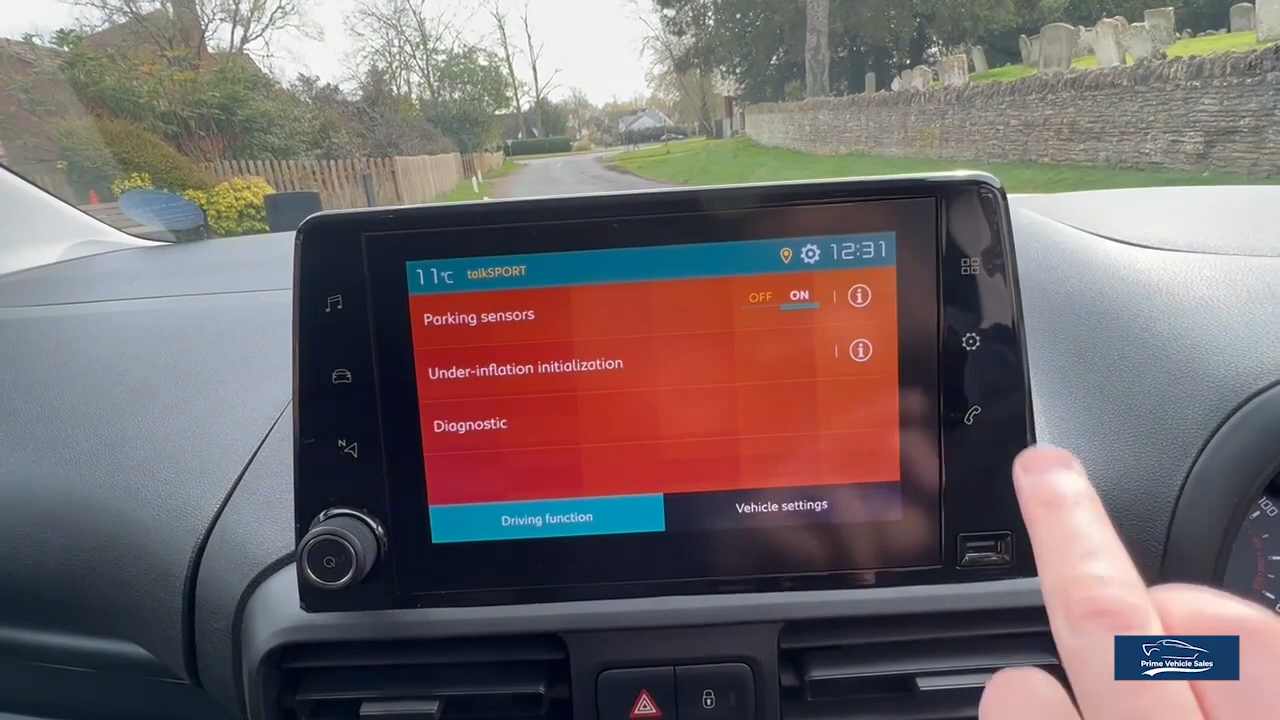 11°C talkSPORT 12:31
Parking sensors OFF ON
Under-inflation initialization
Diagnostic
Driving function Vehicle settings
N
100
Prime Vehicle Sales